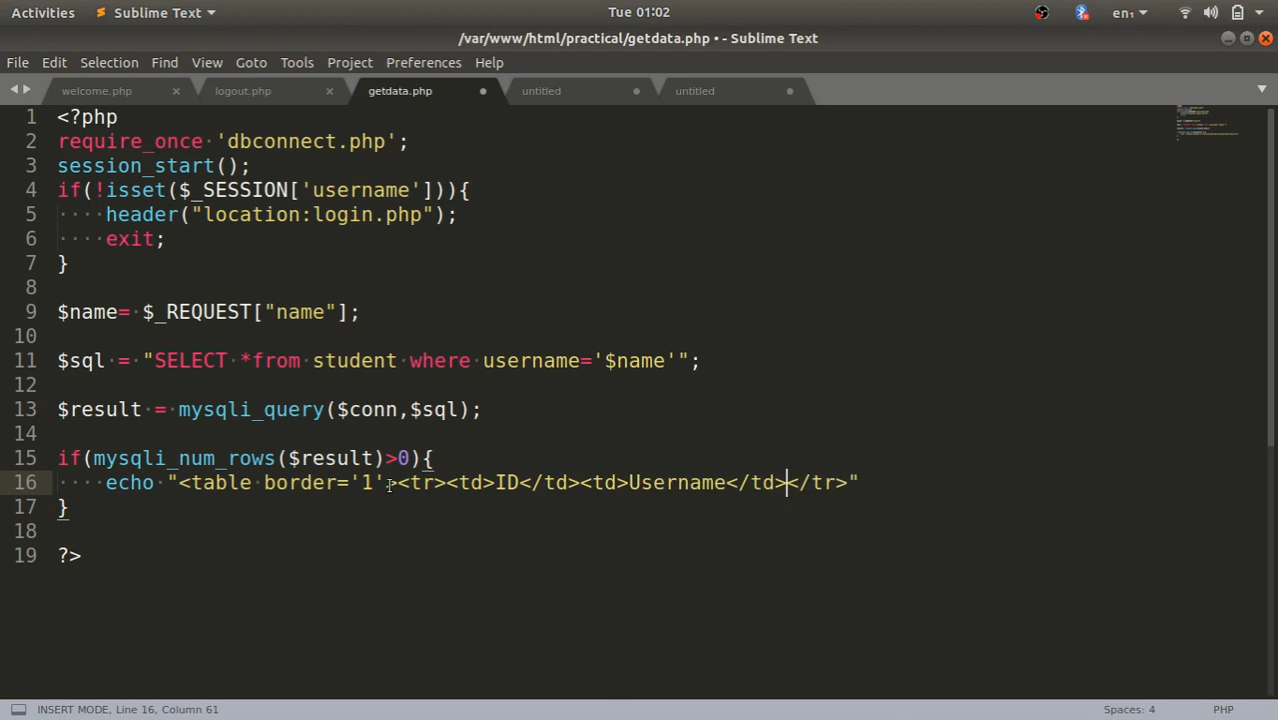 Activities Sublime Text Tue 01:02 en₁
/var/www/html/practical/getdata.php • - Sublime Text
File Edit Selection Find View Goto Tools Project Preferences Help
welcome.php logout.php getdata.php untitled untitled
1 <?php
2 require_once 'dbconnect.php';
3 session_start();
4 if(!isset($_SESSION['username'])){
5 header("location:login.php");
6 exit;
7 }
8
9 $name= $_REQUEST["name"];
10
11 $sql = "SELECT *from student where username='$name'";
12
13 $result = mysqli_query($conn,$sql);
14
15 if(mysqli_num_rows($result)>0){
16 echo "<table border='1'><tr><td>ID</td><td>Username</td></tr>"
17 }
18
19 ?>
INSERT MODE, Line 16, Column 61 Spaces: 4 PHP